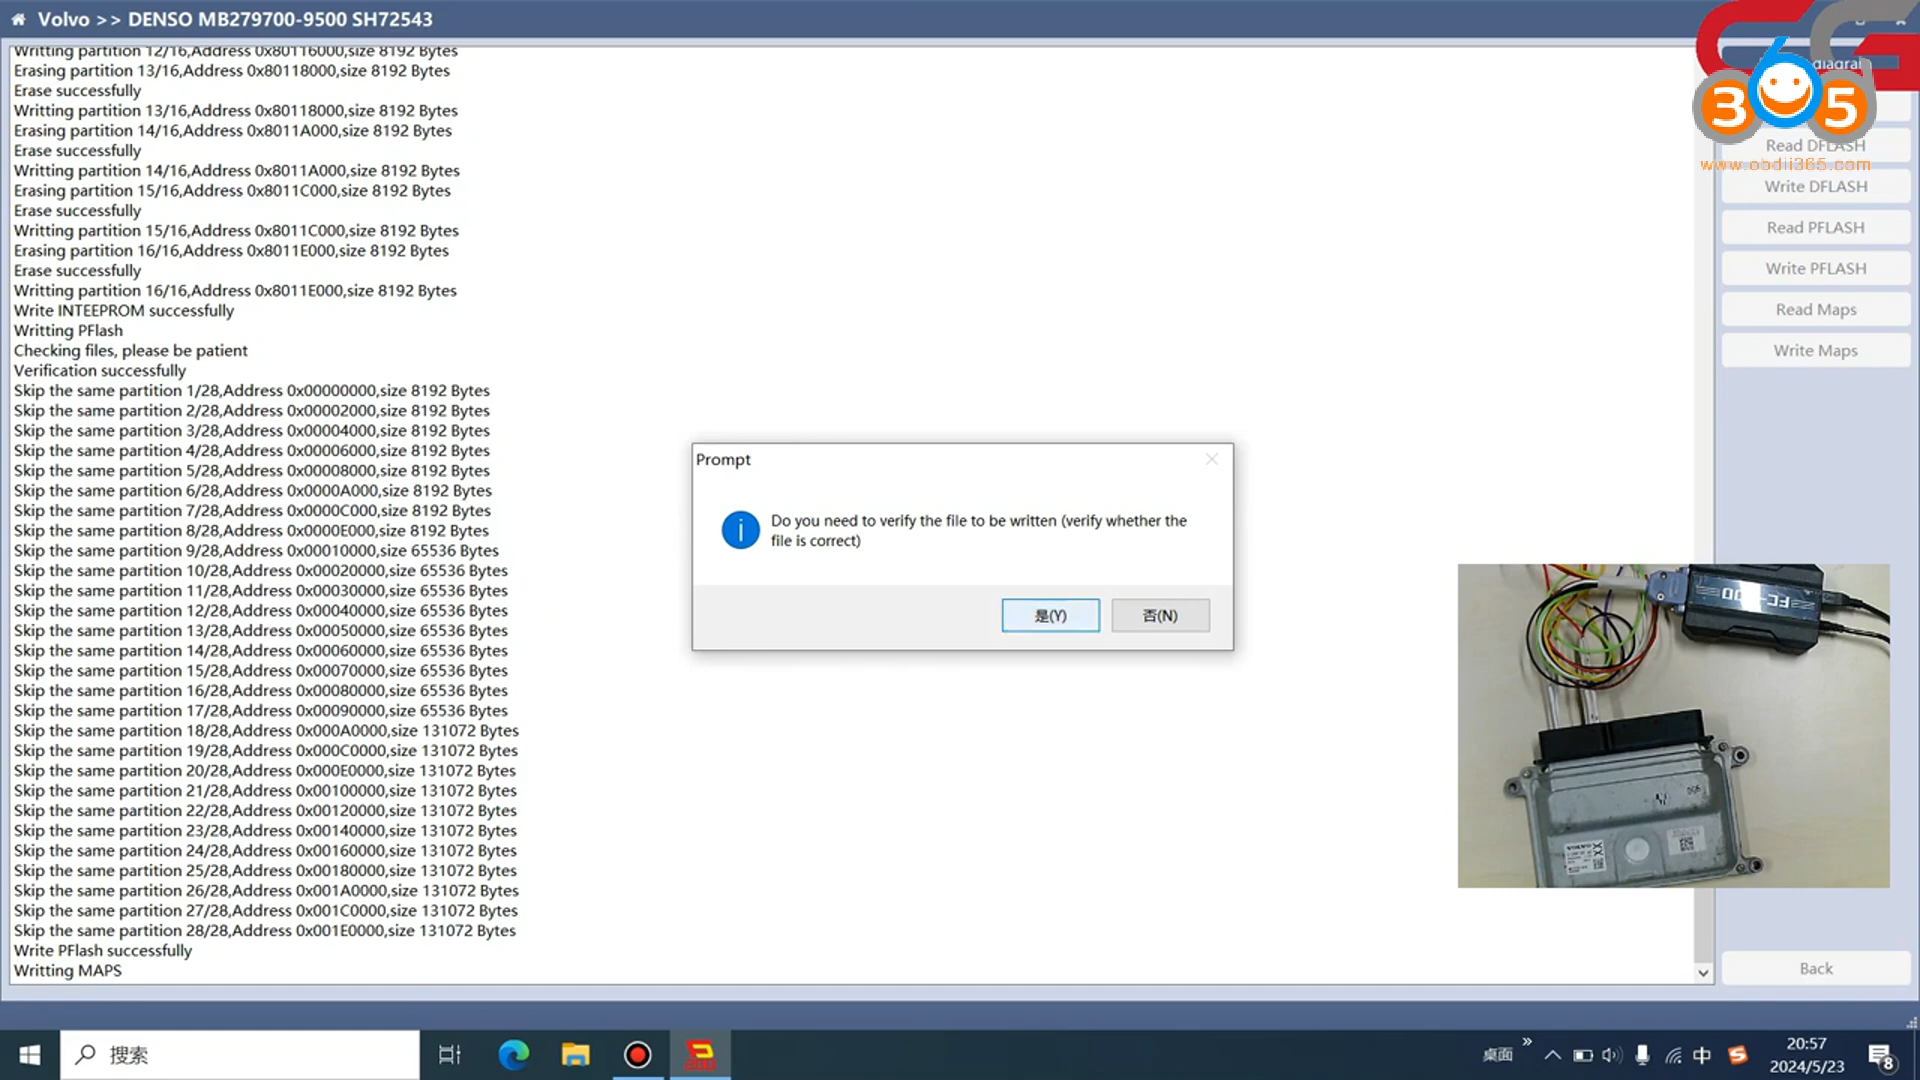 Volvo >> DENSO MB279700-9500 SH72543
Writting partition 12/16,Address 0x80116000,size 8192 Bytes
Erasing partition 13/16,Address 0x80118000,size 8192 Bytes
Erase successfully
Writting partition 13/16,Address 0x80118000,size 8192 Bytes
Erasing partition 14/16,Address 0x8011A000,size 8192 Bytes
Erase successfully
Writting partition 14/16,Address 0x8011A000,size 8192 Bytes
Erasing partition 15/16,Address 0x8011C000,size 8192 Bytes
Erase successfully
Writting partition 15/16,Address 0x8011C000,size 8192 Bytes
Erasing partition 16/16,Address 0x8011E000,size 8192 Bytes
Erase successfully
Writting partition 16/16,Address 0x8011E000,size 8192 Bytes
Write INTEEPROM successfully
Writting PFlash
Checking files, please be patient
Verification successfully
Skip the same partition 1/28,Address 0x00000000,size 8192 Bytes
Skip the same partition 2/28,Address 0x00002000,size 8192 Bytes
Skip the same partition 3/28,Address 0x00004000,size 8192 Bytes
Skip the same partition 4/28,Address 0x00006000,size 8192 Bytes
Skip the same partition 5/28,Address 0x00008000,size 8192 Bytes
Skip the same partition 6/28,Address 0x0000A000,size 8192 Bytes
Skip the same partition 7/28,Address 0x0000C000,size 8192 Bytes
Skip the same partition 8/28,Address 0x0000E000,size 8192 Bytes
Skip the same partition 9/28,Address 0x00010000,size 65536 Bytes
Skip the same partition 10/28,Address 0x00020000,size 65536 Bytes
Skip the same partition 11/28,Address 0x00030000,size 65536 Bytes
Skip the same partition 12/28,Address 0x00040000,size 65536 Bytes
Skip the same partition 13/28,Address 0x00050000,size 65536 Bytes
Skip the same partition 14/28,Address 0x00060000,size 65536 Bytes
Skip the same partition 15/28,Address 0x00070000,size 65536 Bytes
Skip the same partition 16/28,Address 0x00080000,size 65536 Bytes
Skip the same partition 17/28,Address 0x00090000,size 65536 Bytes
Skip the same partition 18/28,Address 0x000A0000,size 131072 Bytes
Skip the same partition 19/28,Address 0x000C0000,size 131072 Bytes
Skip the same partition 20/28,Address 0x000E0000,size 131072 Bytes
Skip the same partition 21/28,Address 0x00100000,size 131072 Bytes
Skip the same partition 22/28,Address 0x00120000,size 131072 Bytes
Skip the same partition 23/28,Address 0x00140000,size 131072 Bytes
Skip the same partition 24/28,Address 0x00160000,size 131072 Bytes
Skip the same partition 25/28,Address 0x00180000,size 131072 Bytes
Skip the same partition 26/28,Address 0x001A0000,size 131072 Bytes
Skip the same partition 27/28,Address 0x001C0000,size 131072 Bytes
Skip the same partition 28/28,Address 0x001E0000,size 131072 Bytes
Write PFlash successfully
Writting MAPS
Prompt
Do you need to verify the file to be written (verify whether the
file is correct)
是(Y)
否(N)
CG
diagram
365
www.obdii365.com
Read DFLASH
Write DFLASH
Read PFLASH
Write PFLASH
Read Maps
Write Maps
FC-200
VOLVO
Back
搜索
200
桌面
中
20:57
2024/5/23
8